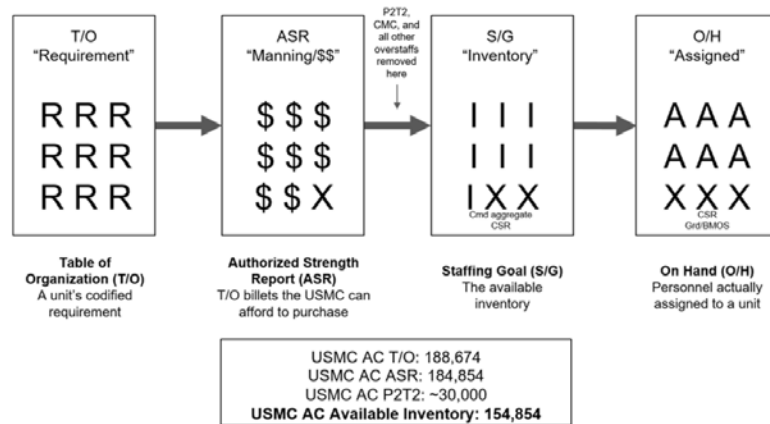 T/O
"Requirement"
R R R
R R R
R R R
ASR
"Manning/$$"
$ $ $
$ $ $
$ $ X
P2T2,
CMC, and
all other
overstaffs
removed
here
S/G
"Inventory"
I I I
I I I
I X X
Cmd aggregate
CSR
O/H
"Assigned"
A A A
A A A
X X X
CSR
Grd/BMOS
Table of
Organization (T/O)
A unit's codified
requirement
Authorized Strength
Report (ASR)
T/O billets the USMC can
afford to purchase
Staffing Goal (S/G)
The available
inventory
On Hand (O/H)
Personnel actually
assigned to a unit
USMC AC T/O: 188,674
USMC AC ASR: 184,854
USMC AC P2T2: ~30,000
USMC AC Available Inventory: 154,854